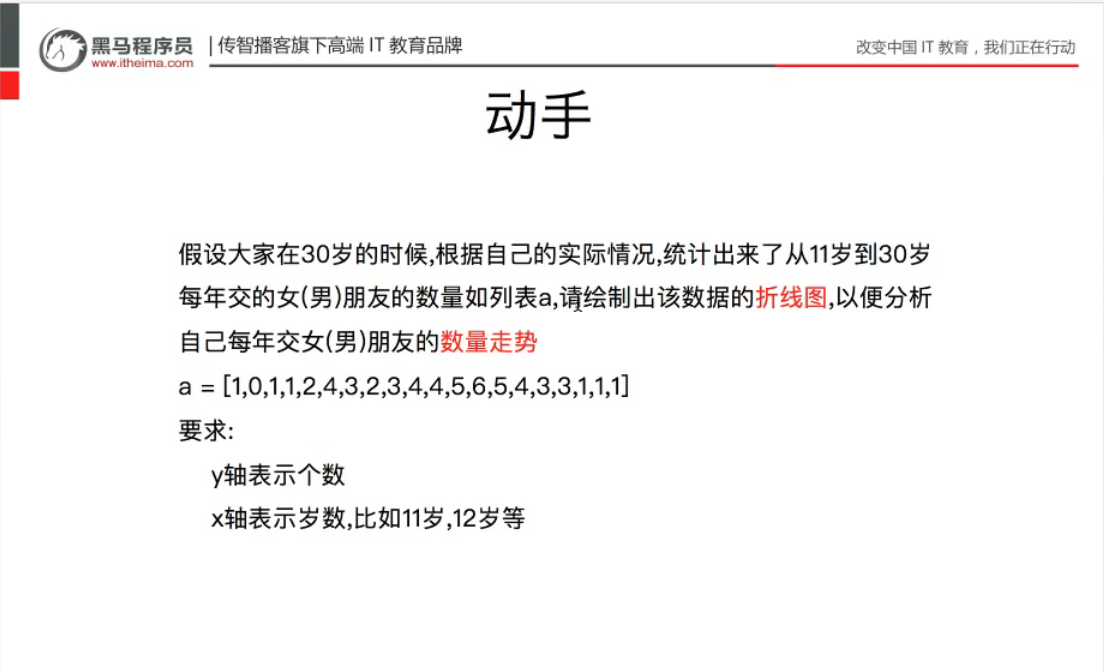 黑马程序员 | 传智播客旗下高端 IT 教育品牌
www.itheima.com
改变中国 IT 教育，我们正在行动
动手
假设大家在30岁的时候,根据自己的实际情况,统计出来了从11岁到30岁
每年交的女(男)朋友的数量如列表a,请绘制出该数据的折线图,以便分析
自己每年交女(男)朋友的数量走势
a = [1,0,1,1,2,4,3,2,3,4,4,5,6,5,4,3,3,1,1,1]
要求:
y轴表示个数
x轴表示岁数,比如11岁,12岁等